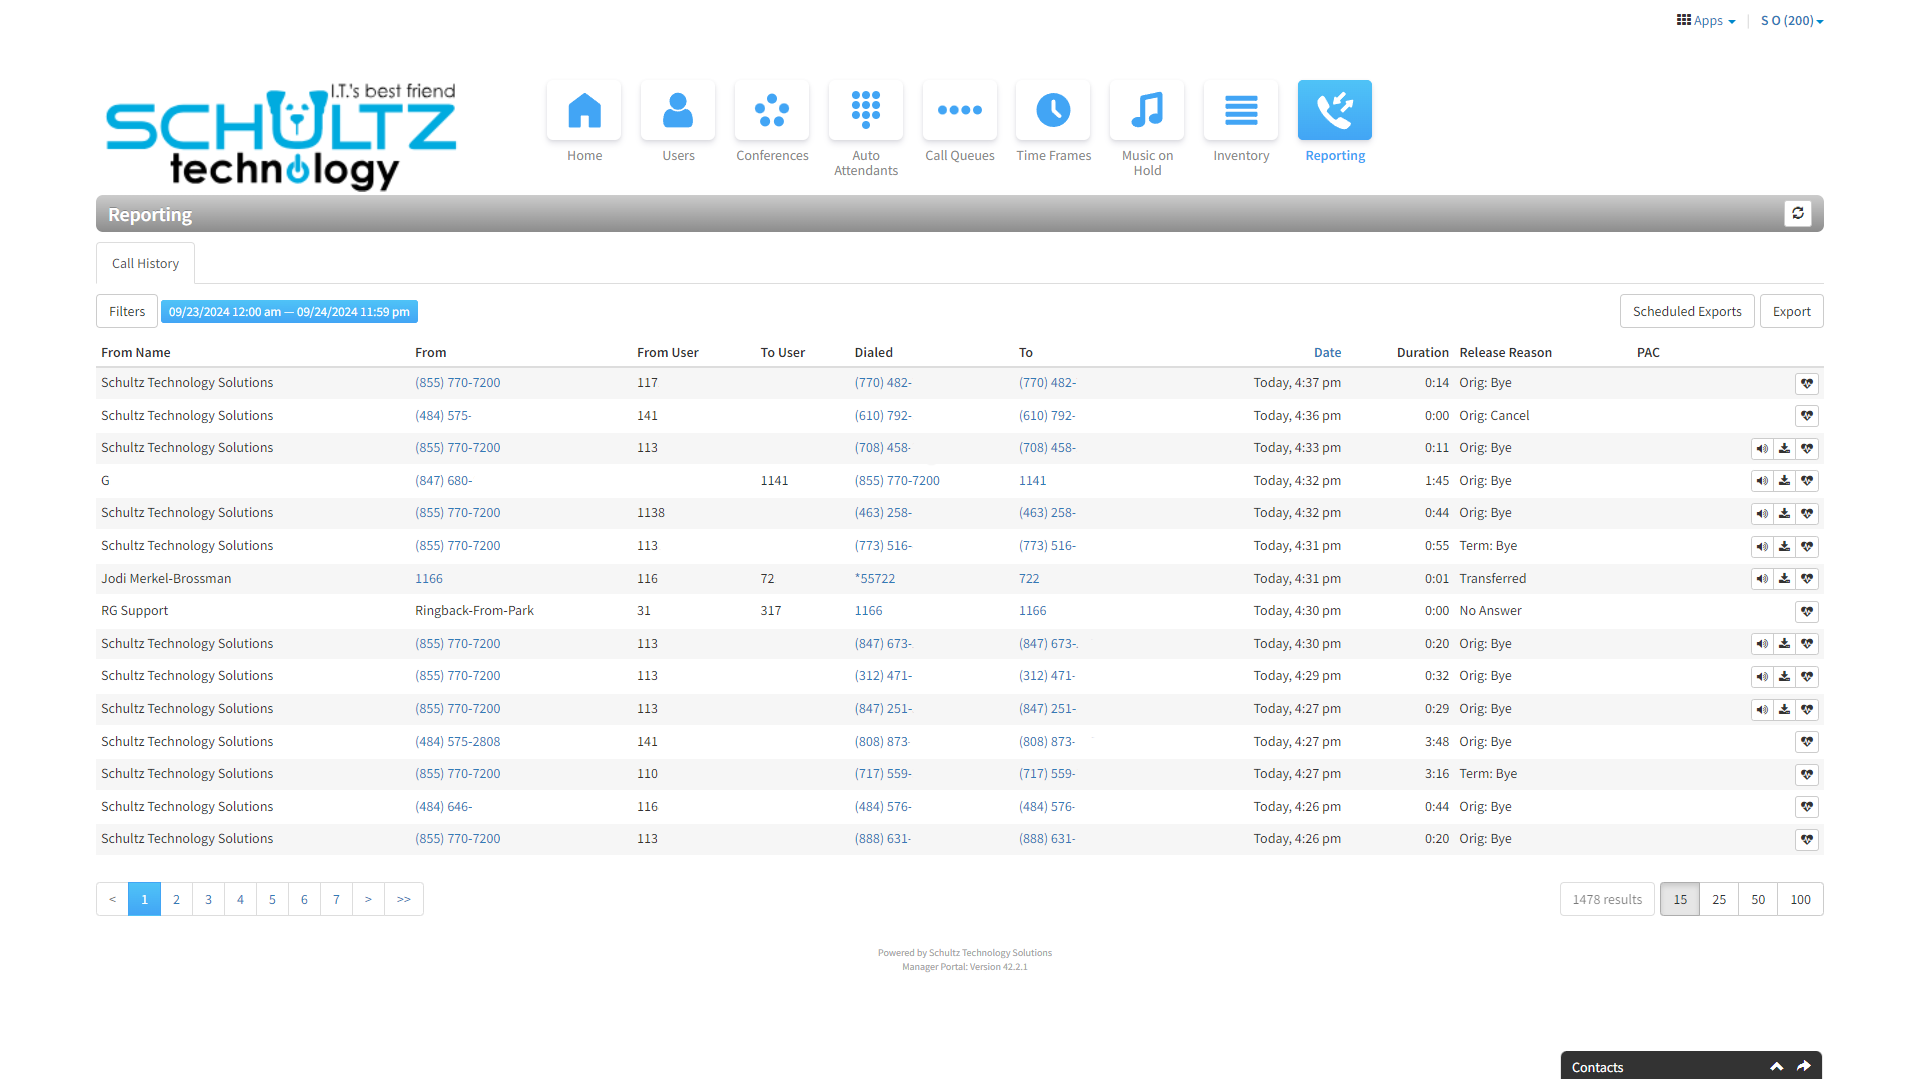 Apps
S O (200)
I.T.'s best friend
SCHULTZ
technology
Home
Users
Conferences
Auto
Attendants
Call Queues
Time Frames
Music on
Hold
Inventory
Reporting
Reporting
Call History
Filters 09/23/2024 12:00 am — 09/24/2024 11:59 pm Scheduled Exports Export
From Name From From User To User Dialed To Date Duration Release Reason PAC
Schultz Technology Solutions (855) 770-7200 117 (770) 482- (770) 482- Today, 4:37 pm 0:14 Orig: Bye
Schultz Technology Solutions (484) 575- 141 (610) 792- (610) 792- Today, 4:36 pm 0:00 Orig: Cancel
Schultz Technology Solutions (855) 770-7200 113 (708) 458- (708) 458- Today, 4:33 pm 0:11 Orig: Bye
G (847) 680- 1141 (855) 770-7200 1141 Today, 4:32 pm 1:45 Orig: Bye
Schultz Technology Solutions (855) 770-7200 1138 (463) 258- (463) 258- Today, 4:32 pm 0:44 Orig: Bye
Schultz Technology Solutions (855) 770-7200 113 (773) 516- (773) 516- Today, 4:31 pm 0:55 Term: Bye
Jodi Merkel-Brossman 1166 116 72 *55722 722 Today, 4:31 pm 0:01 Transferred
RG Support Ringback-From-Park 31 317 1166 1166 Today, 4:30 pm 0:00 No Answer
Schultz Technology Solutions (855) 770-7200 113 (847) 673- (847) 673- Today, 4:30 pm 0:20 Orig: Bye
Schultz Technology Solutions (855) 770-7200 113 (312) 471- (312) 471- Today, 4:29 pm 0:32 Orig: Bye
Schultz Technology Solutions (855) 770-7200 113 (847) 251- (847) 251- Today, 4:27 pm 0:29 Orig: Bye
Schultz Technology Solutions (484) 575-2808 141 (808) 873- (808) 873- Today, 4:27 pm 3:48 Orig: Bye
Schultz Technology Solutions (855) 770-7200 110 (717) 559- (717) 559- Today, 4:27 pm 3:16 Term: Bye
Schultz Technology Solutions (484) 646- 116 (484) 576- (484) 576- Today, 4:26 pm 0:44 Orig: Bye
Schultz Technology Solutions (855) 770-7200 113 (888) 631- (888) 631- Today, 4:26 pm 0:20 Orig: Bye
< 1 2 3 4 5 6 7 > >> 1478 results 15 25 50 100
Powered by Schultz Technology Solutions
Manager Portal: Version 42.2.1
Contacts